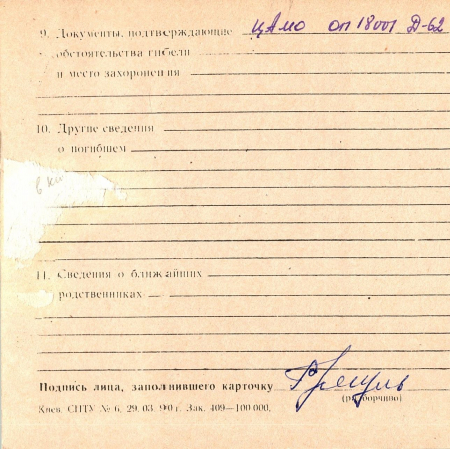 9. Документы, подтверждающие ЦАМО оп 18001 Д-62
обстоятельства гибели
и место захоронения
10. Другие сведения
о погибшем
11. Сведения о ближайших
родственниках
Подпись лица, заполнившего карточку
(разборчиво)
Киев. СПТУ № 6. 29. 03. 90 г. Зак. 409—100 000.